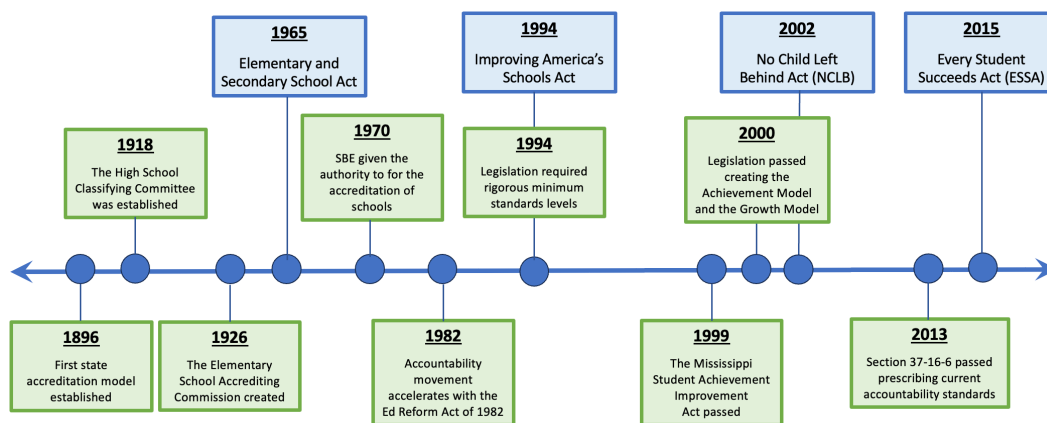 1965
Elementary and
Secondary School Act
1994
Improving America's
Schools Act
2002
No Child Left
Behind Act (NCLB)
2015
Every Student
Succeeds Act (ESSA)
1918
The High School
Classifying Committee
was established
1970
SBE given the
authority to for the
accreditation of
schools
1994
Legislation required
rigorous minimum
standards levels
2000
Legislation passed
creating the
Achievement Model
and the Growth Model
1896
First state
accreditation model
established
1926
The Elementary
School Accrediting
Commission created
1982
Accountability
movement
accelerates with the
Ed Reform Act of 1982
1999
The Mississippi
Student Achievement
Improvement
Act passed
2013
Section 37-16-6 passed
prescribing current
accountability standards